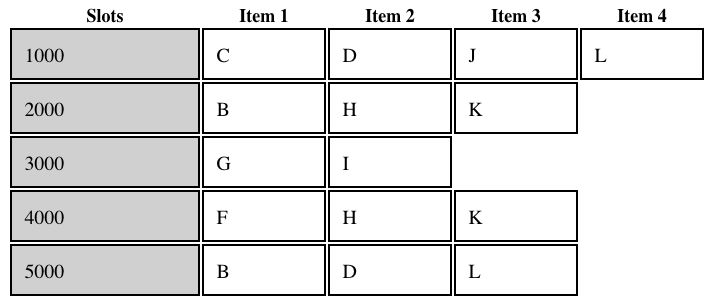 Slots Item 1 Item 2 Item 3 Item 4
1000 C D J L
2000 B H K
3000 G I
4000 F H K
5000 B D L